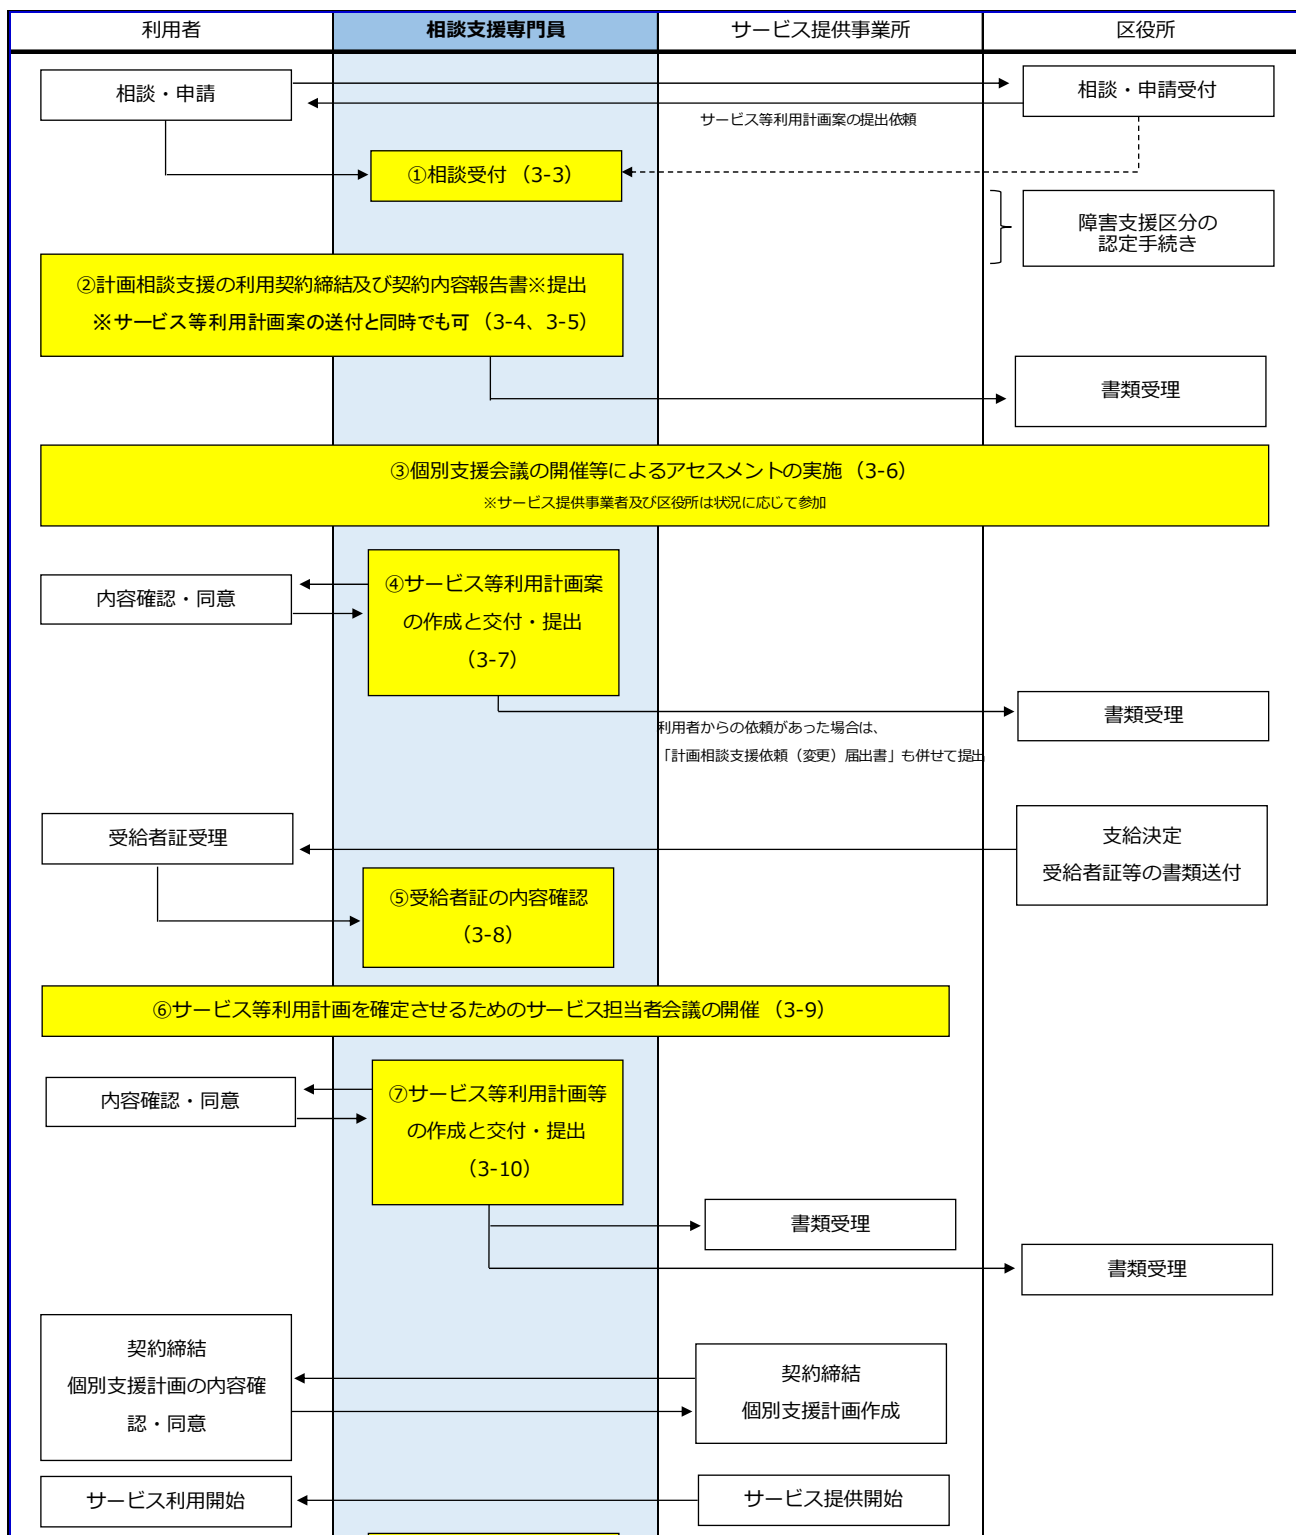 利用者
相談支援専門員
サービス提供事業所
区役所
相談・申請
相談・申請受付
サービス等利用計画案の提出依頼
①相談受付（3-3）
障害支援区分の
認定手続き
②計画相談支援の利用契約締結及び契約内容報告書※提出
※サービス等利用計画案の送付と同時でも可（3-4、3-5）
書類受理
③個別支援会議の開催等によるアセスメントの実施（3-6）
※サービス提供事業者及び区役所は状況に応じて参加
内容確認・同意
④サービス等利用計画案
の作成と交付・提出
（3-7）
書類受理
利用者からの依頼があった場合は、
「計画相談支援依頼（変更）届出書」も併せて提出
受給者証受理
支給決定
受給者証等の書類送付
⑤受給者証の内容確認
（3-8）
⑥サービス等利用計画を確定させるためのサービス担当者会議の開催（3-9）
内容確認・同意
⑦サービス等利用計画等
の作成と交付・提出
（3-10）
書類受理
書類受理
契約締結
個別支援計画の内容確
認・同意
契約締結
個別支援計画作成
サービス利用開始
サービス提供開始